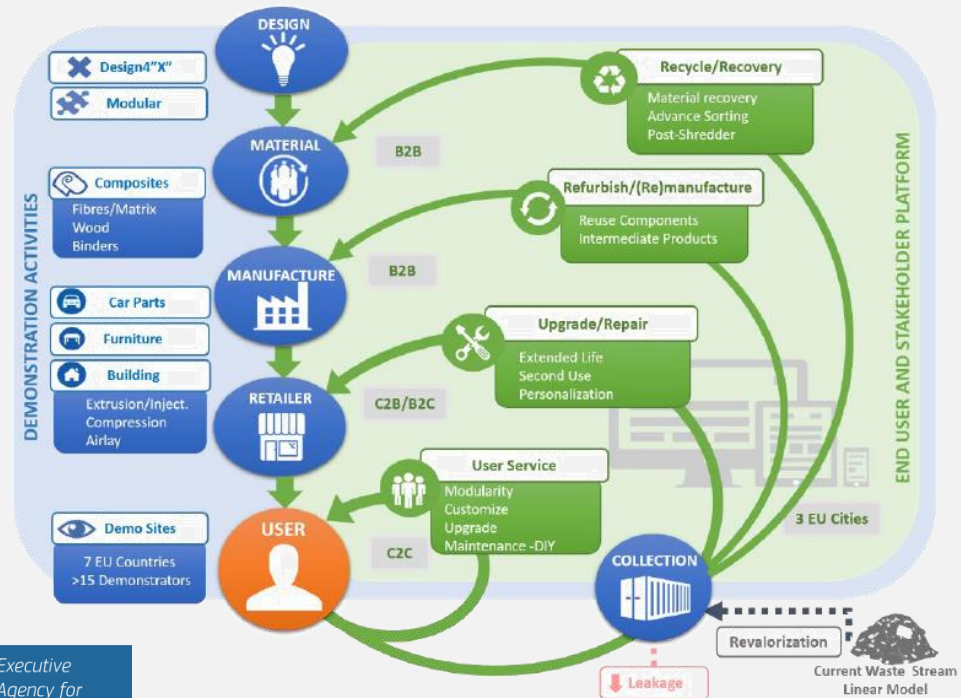 DESIGN
Design4"X"
Modular
MATERIAL
Composites
Fibres/Matrix
Wood
Binders
MANUFACTURE
Car Parts
Furniture
Building
Extrusion/Inject.
Compression
Airlay
RETAILER
Demo Sites
7 EU Countries
>15 Demonstrators
USER
DEMONSTRATION ACTIVITIES
Recycle/Recovery
Material recovery
Advance Sorting
Post-Shredder
B2B
Refurbish/(Re)manufacture
Reuse Components
Intermediate Products
B2B
Upgrade/Repair
Extended Life
Second Use
Personalization
C2B/B2C
User Service
Modularity
Customize
Upgrade
Maintenance -DIY
C2C
3 EU Cities
COLLECTION
END USER AND STAKEHOLDER PLATFORM
Revalorization
Leakage
Current Waste Stream
Linear Model
Executive
Agency for